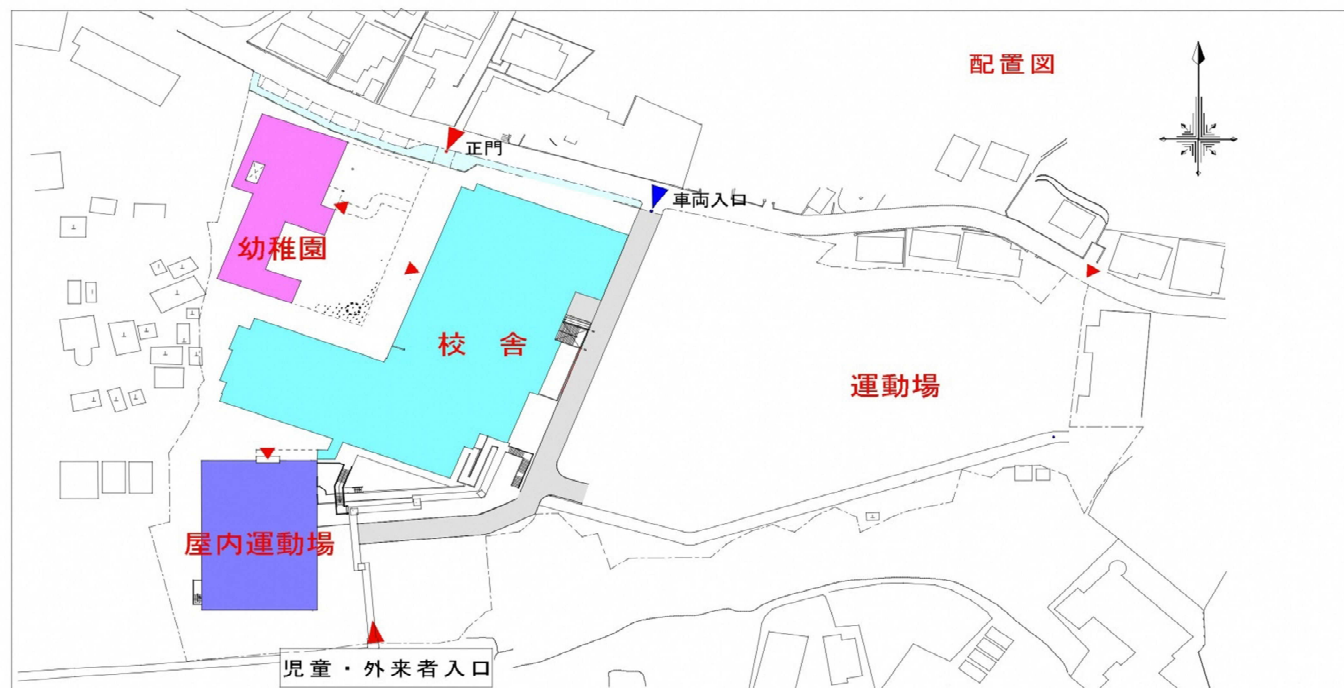 配置図
正門
車両入口
幼稚園
校舎
運動場
屋内運動場
児童・外来者入口